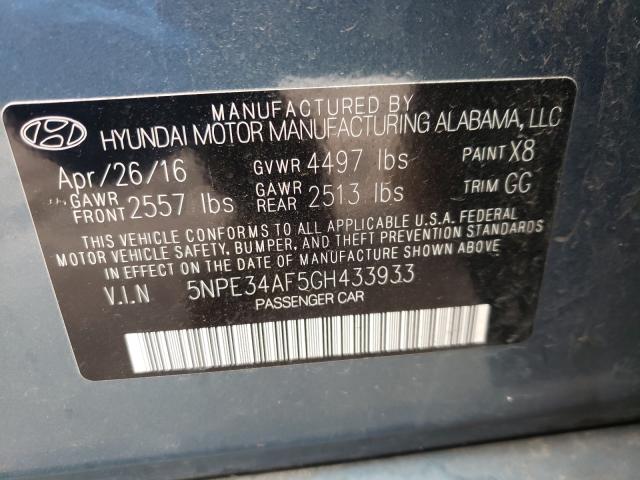 MANUFACTURED BY
HYUNDAI MOTOR MANUFACTURING ALABAMA, LLC
Apr/26/16 GVWR 4497 lbs PAINT X8
GAWR FRONT 2557 lbs GAWR REAR 2513 lbs TRIM GG
THIS VEHICLE CONFORMS TO ALL APPLICABLE U.S.A. FEDERAL
MOTOR VEHICLE SAFETY, BUMPER, AND THEFT PREVENTION STANDARDS
IN EFFECT ON THE DATE OF MANUFACTURE SHOWN ABOVE
V.I.N 5NPE34AF5GH433933
PASSENGER CAR